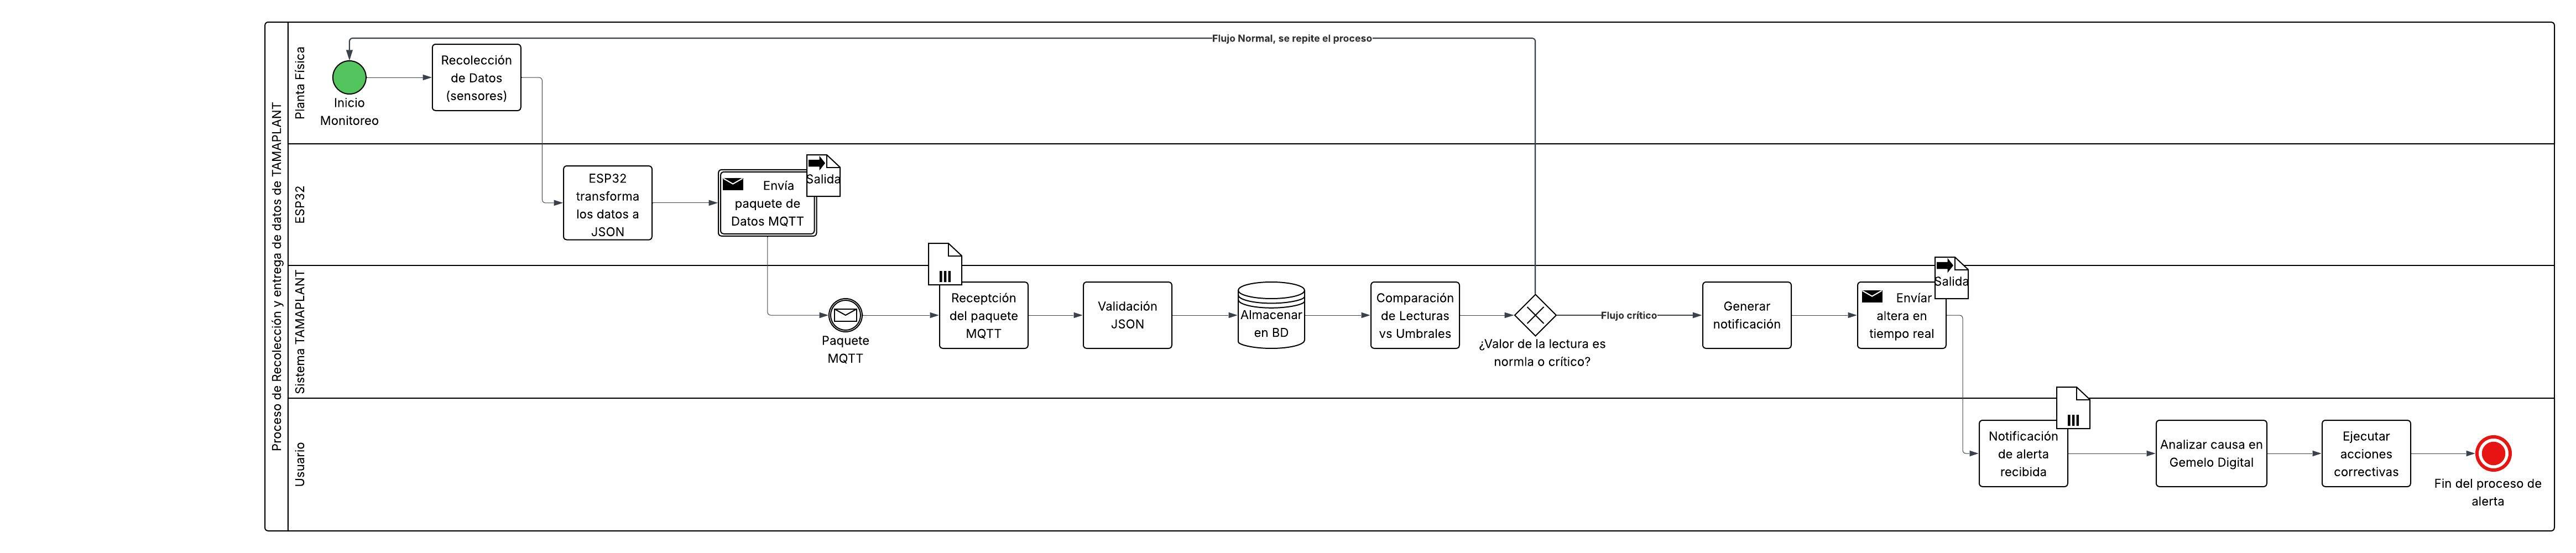 Proceso de Recolección y entrega de datos de TAMAPLANT
Planta Física
Flujo Normal, se repite el proceso
Inicio
Monitoreo
Recolección
de Datos
(sensores)
ESP32
ESP32
transforma
los datos a
JSON
Envía
paquete de
Datos MQTT
Salida
Sistema TAMAPLANT
Paquete
MQTT
Receptción
del paquete
MQTT
Validación
JSON
Almacenar
en BD
Comparación
de Lecturas
vs Umbrales
¿Valor de la lectura es
normla o crítico?
Flujo crítico
Generar
notificación
Envíar
altera en
tiempo real
Salida
Usuario
Notificación
de alerta
recibida
Analizar causa en
Gemelo Digital
Ejecutar
acciones
correctivas
Fin del proceso de
alerta